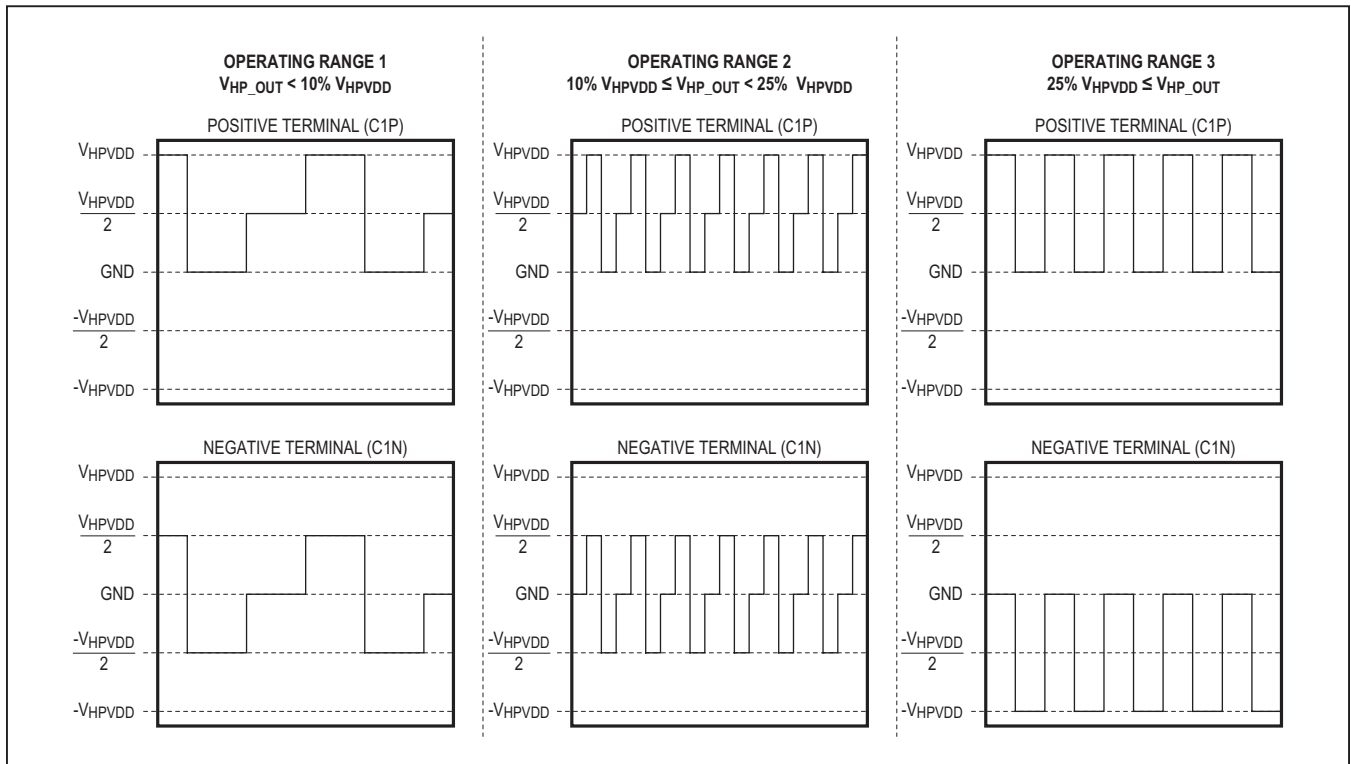 OPERATING RANGE 1
VHP_OUT < 10% VHPVDD
POSITIVE TERMINAL (C1P)
VHPVDD
VHPVDD
2
GND
-VHPVDD
2
-VHPVDD
NEGATIVE TERMINAL (C1N)
VHPVDD
VHPVDD
2
GND
-VHPVDD
2
-VHPVDD
OPERATING RANGE 2
10% VHPVDD ≤ VHP_OUT < 25% VHPVDD
POSITIVE TERMINAL (C1P)
VHPVDD
VHPVDD
2
GND
-VHPVDD
2
-VHPVDD
NEGATIVE TERMINAL (C1N)
VHPVDD
VHPVDD
2
GND
-VHPVDD
2
-VHPVDD
OPERATING RANGE 3
25% VHPVDD ≤ VHP_OUT
POSITIVE TERMINAL (C1P)
VHPVDD
VHPVDD
2
GND
-VHPVDD
2
-VHPVDD
NEGATIVE TERMINAL (C1N)
VHPVDD
VHPVDD
2
GND
-VHPVDD
2
-VHPVDD